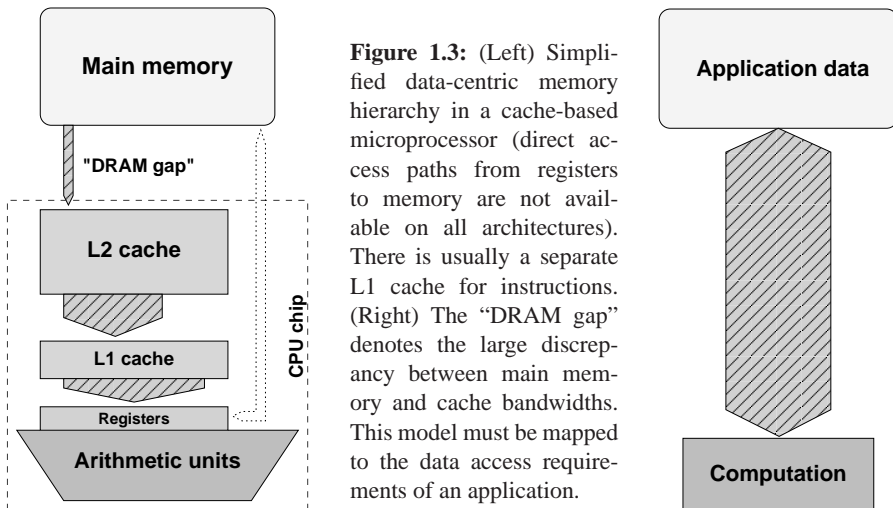 Main memory
"DRAM gap"
L2 cache
L1 cache
Registers
Arithmetic units
CPU chip
Figure 1.3: (Left) Simpli-
fied data-centric memory
hierarchy in a cache-based
microprocessor (direct ac-
cess paths from registers
to memory are not avail-
able on all architectures).
There is usually a separate
L1 cache for instructions.
(Right) The “DRAM gap”
denotes the large discrep-
ancy between main mem-
ory and cache bandwidths.
This model must be mapped
to the data access require-
ments of an application.
Application data
Computation